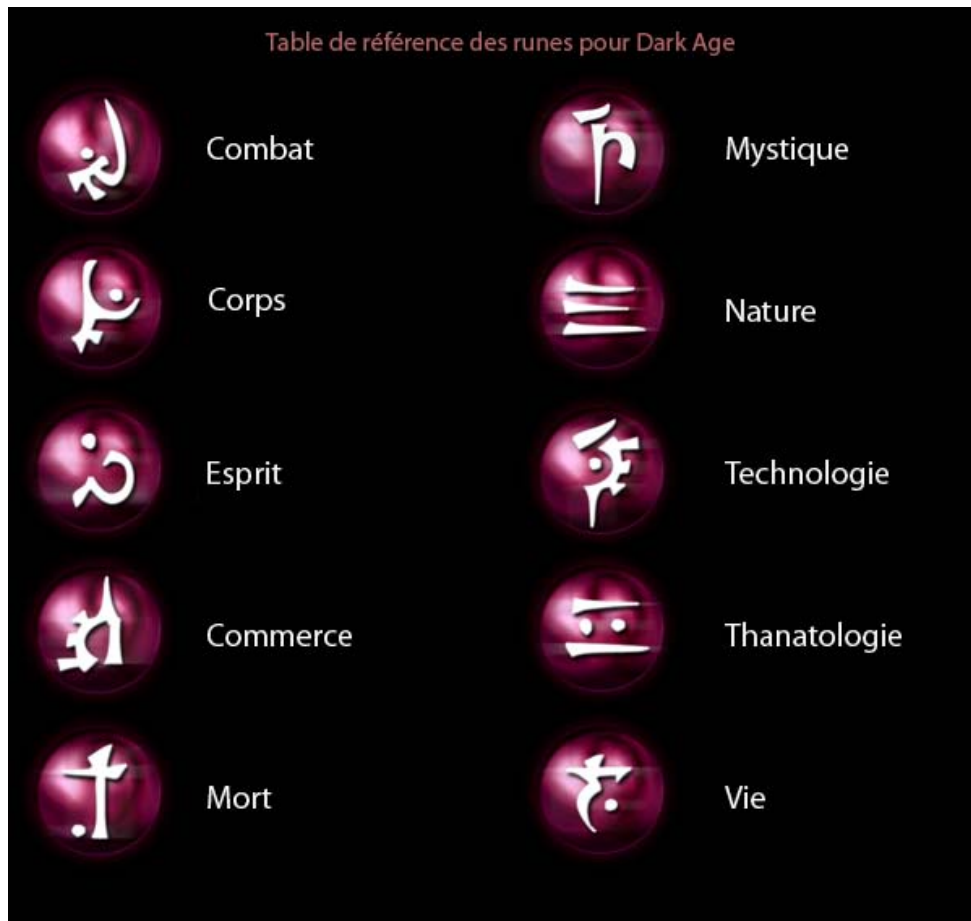 Table de référence des runes pour Dark Age
Combat
Mystique
Corps
Nature
Esprit
Technologie
Commerce
Thanatologie
Mort
Vie